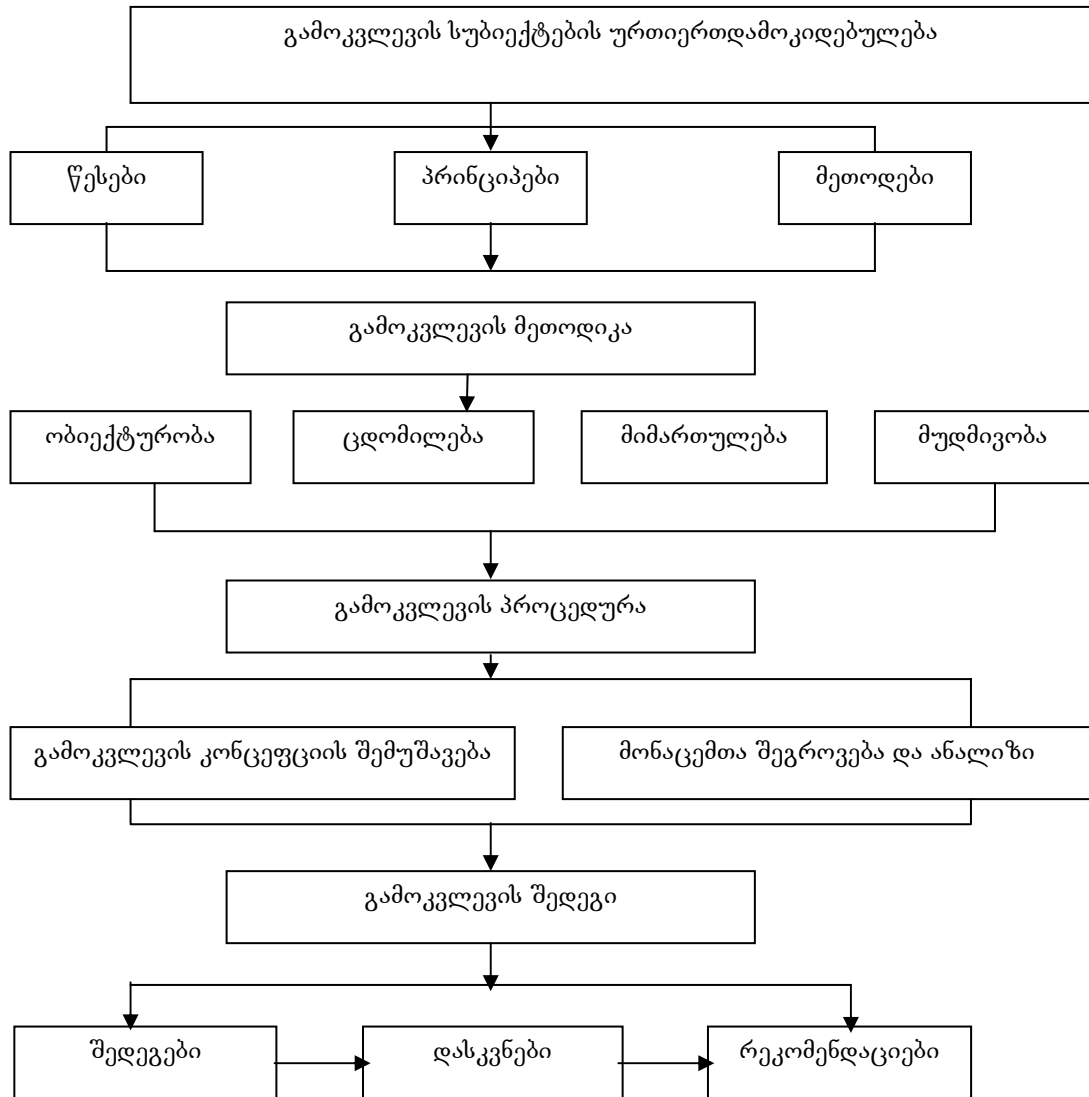 გამოკვლევის სუბიექტების ურთიერთდამოკიდებულება
წესები
პრინციპები
მეთოდები
გამოკვლევის მეთოდიკა
ობიექტურობა
ცდომილება
მიმართულება
მუდმივობა
გამოკვლევის პროცედურა
გამოკვლევის კონცეფციის შემუშავება
მონაცემთა შეგროვება და ანალიზი
გამოკვლევის შედეგი
შედეგები
დასკვნები
რეკომენდაციები